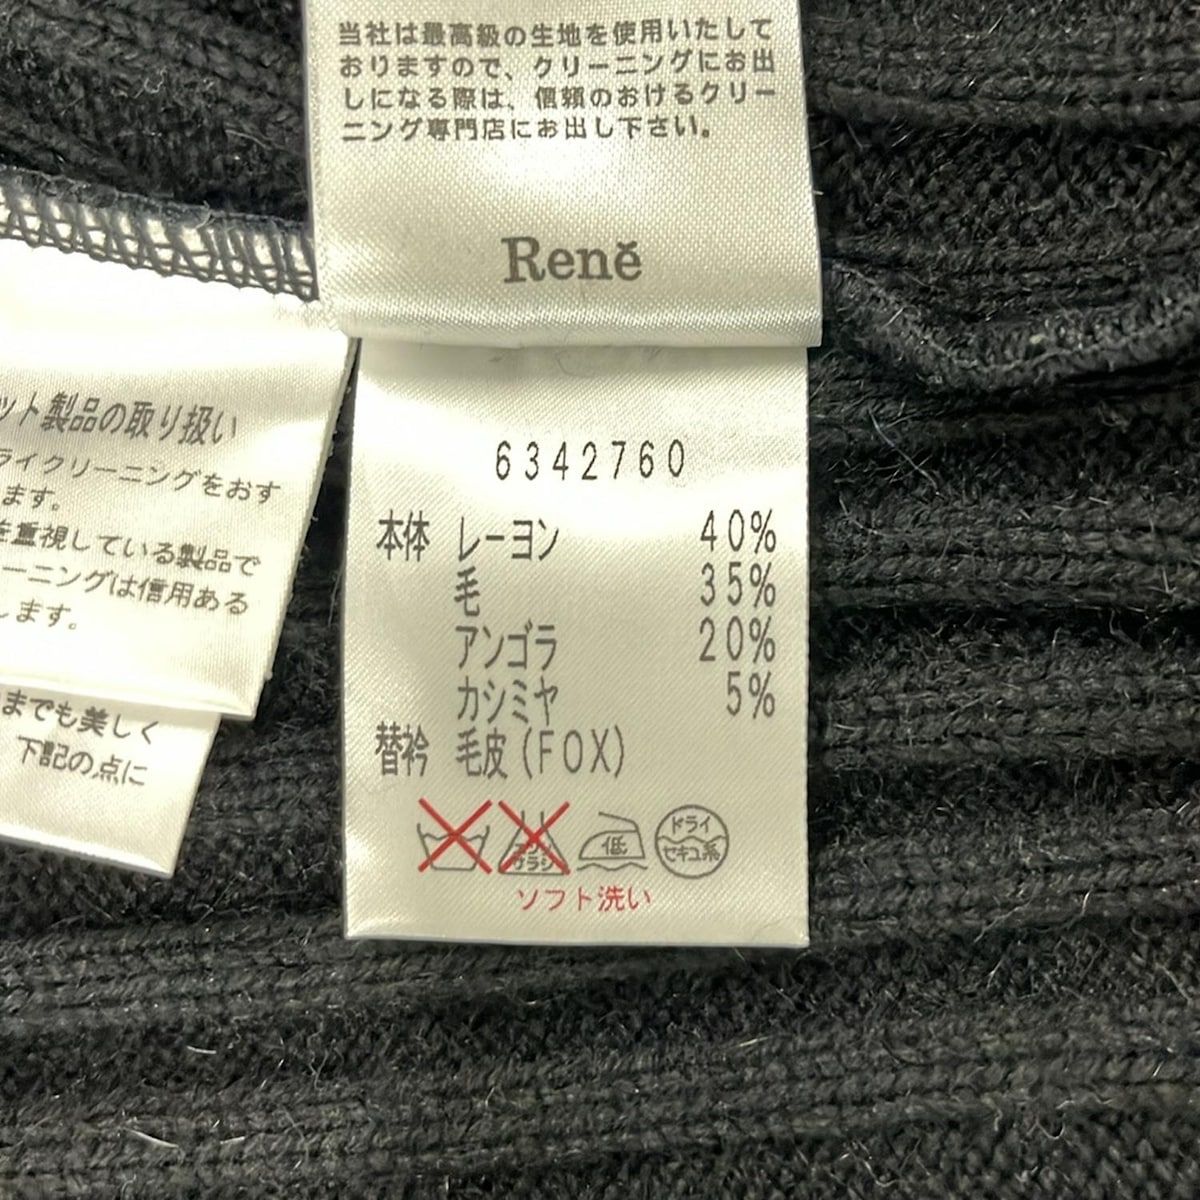 当社は最高級の生地を使用いたして
おりますので、クリーニングにお出
しになる際は、信頼のおけるクリー
ニング専門店にお出し下さい。
Renĕ
ット製品の取り扱い
ライクリーニングをおす
ます。
を重視している製品で
ーニングは信用ある
します。
までも美しく
下記の点に
6342760
本体 レーヨン 40%
毛 35%
アンゴラ 20%
カシミヤ 5%
替衿 毛皮(FOX)
エンソ
サラシ
低
ドライ
セキユ系
ソフト洗い